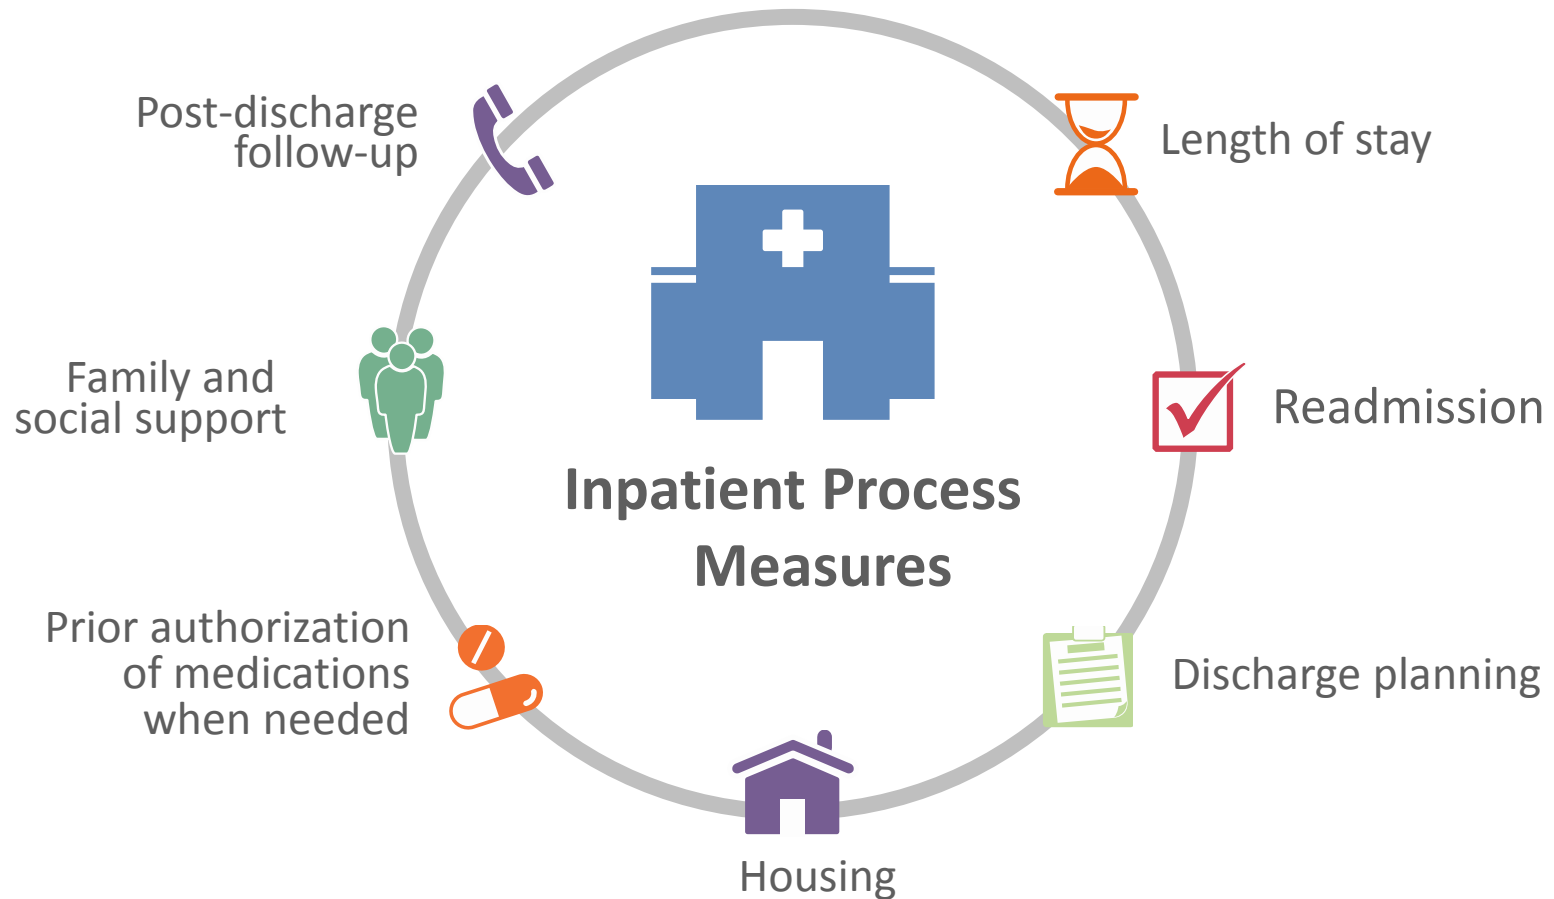 Post-discharge
follow-up
Length of stay
Family and
social support
Readmission
Inpatient Process
Measures
Prior authorization
of medications
when needed
Discharge planning
Housing